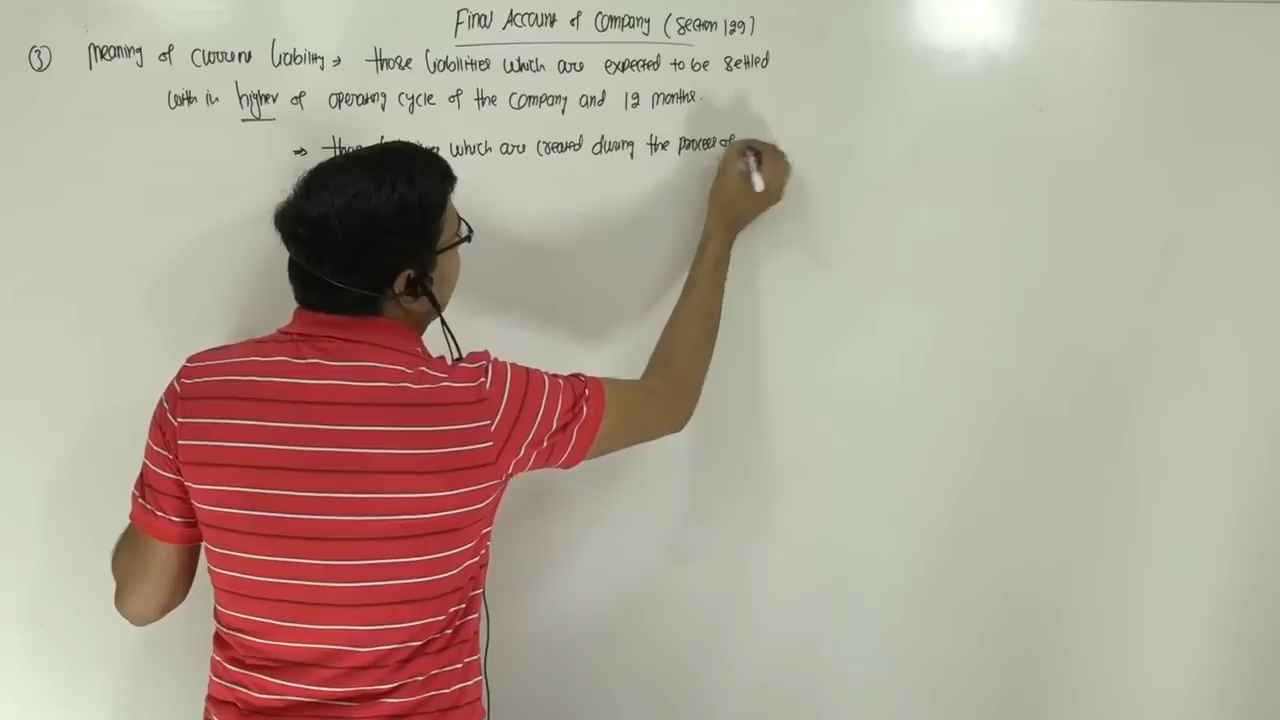 Final Account of Company (Section 129)
③ Meaning of Current Liability → those Liabilities which are expected to be settled
with in higher of operating cycle of the Company and 12 months.
⇒ which are created during the process of